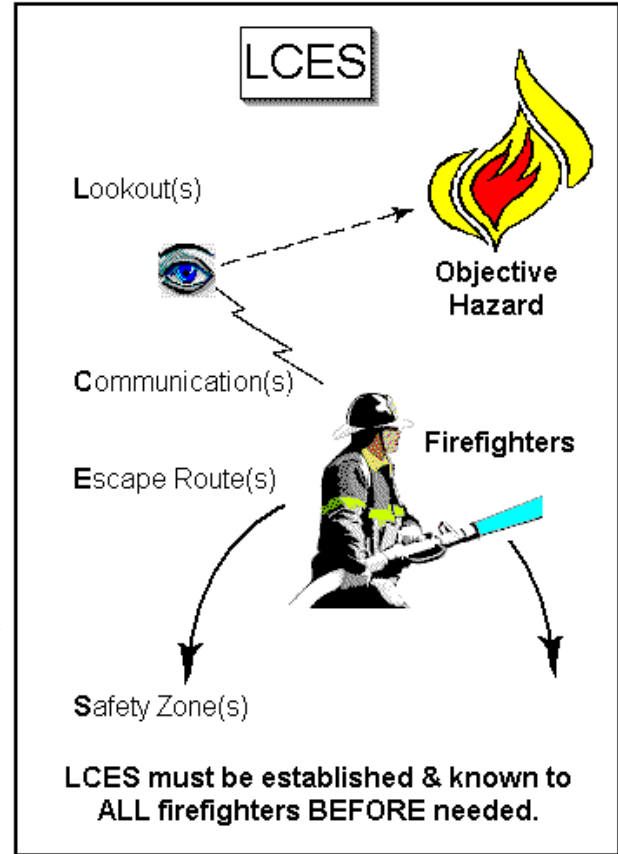 LCES
Lookout(s)
Objective
Hazard
Communication(s)
Firefighters
Escape Route(s)
Safety Zone(s)
LCES must be established & known to
ALL firefighters BEFORE needed.